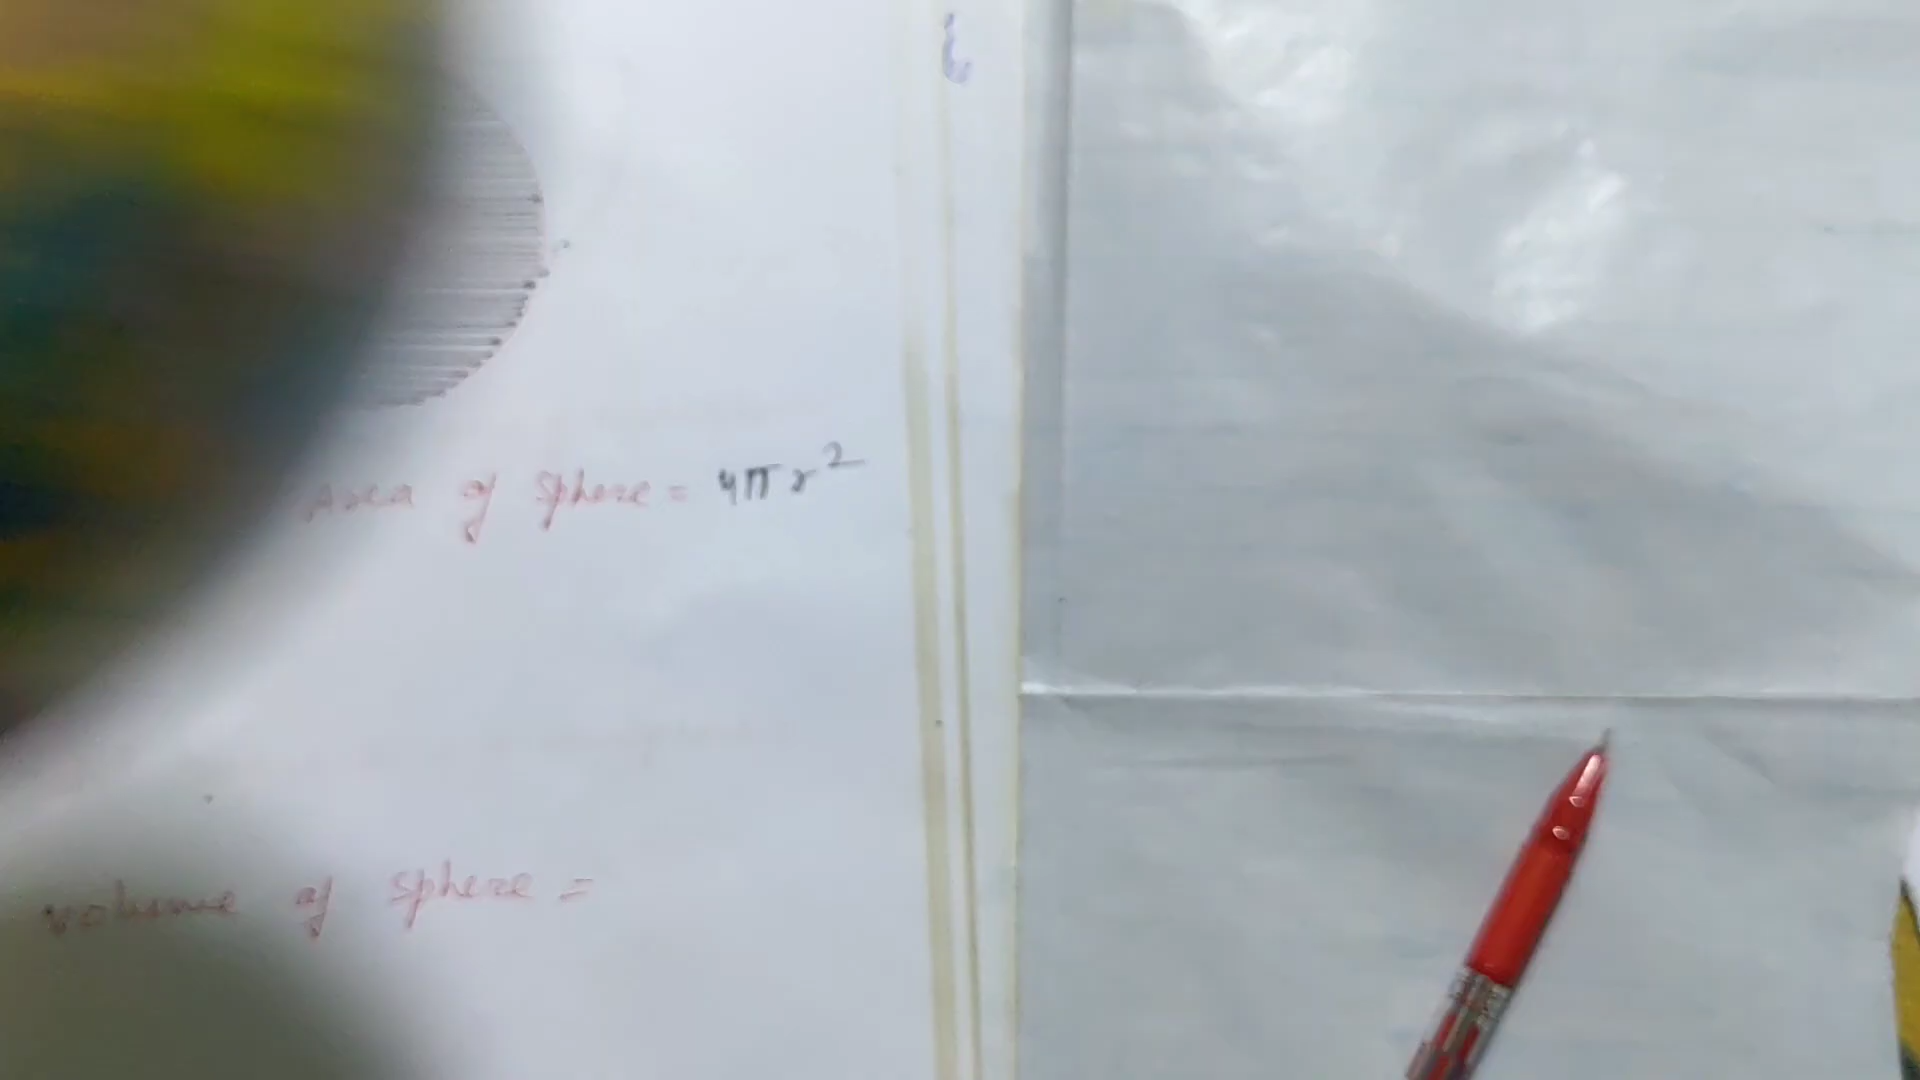 Area of Sphere = 4πr²
Volume of Sphere =